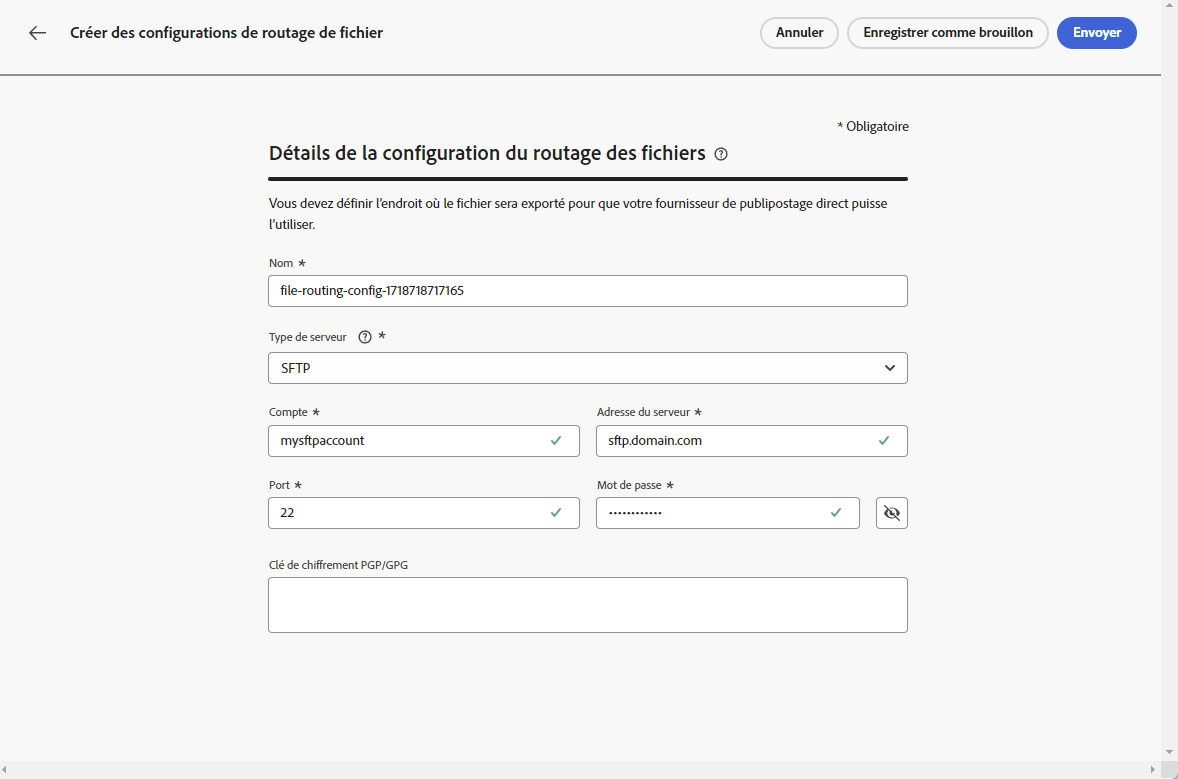 Créer des configurations de routage de fichier
Annuler
Enregistrer comme brouillon
Envoyer
* Obligatoire
Détails de la configuration du routage des fichiers
Vous devez définir l'endroit où le fichier sera exporté pour que votre fournisseur de publipostage direct puisse
l'utiliser.
Nom *
file-routing-config-1718718717165
Type de serveur ? *
SFTP
Compte *
Adresse du serveur *
mysftpaccount
sftp.domain.com
Port *
Mot de passe *
22
••••••••••••
Clé de chiffrement PGP/GPG